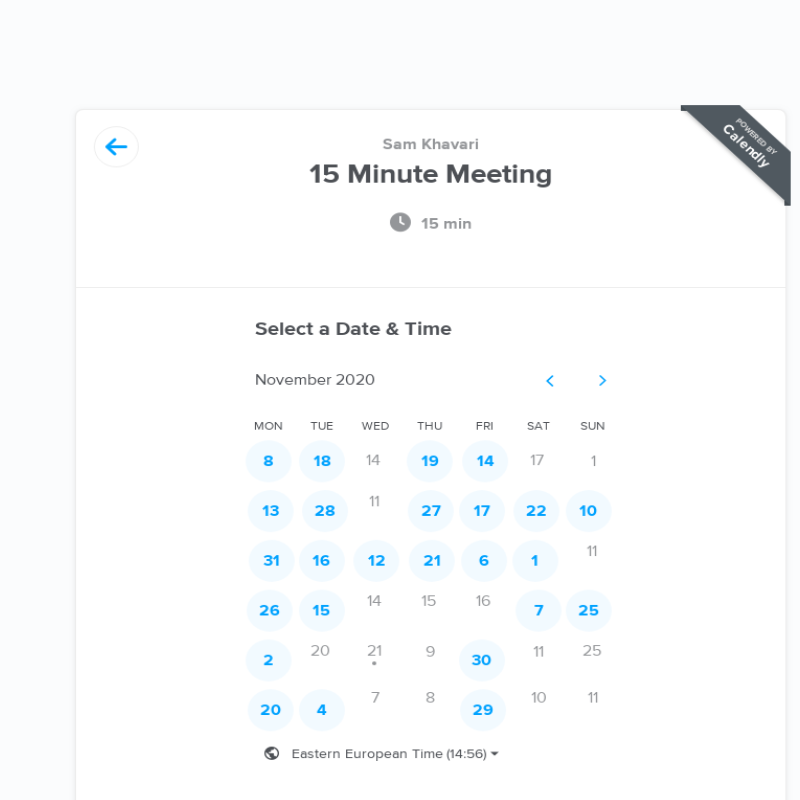 POWERED BY
Calendly
Sam Khavari
15 Minute Meeting
15 min
Select a Date & Time
November 2020
MON TUE WED THU FRI SAT SUN
8 18 14 19 14 17 1
13 28 11 27 17 22 10
31 16 12 21 6 1 11
26 15 14 15 16 7 25
2 20 21 9 30 11 25
20 4 7 8 29 10 11
Eastern European Time (14:56)